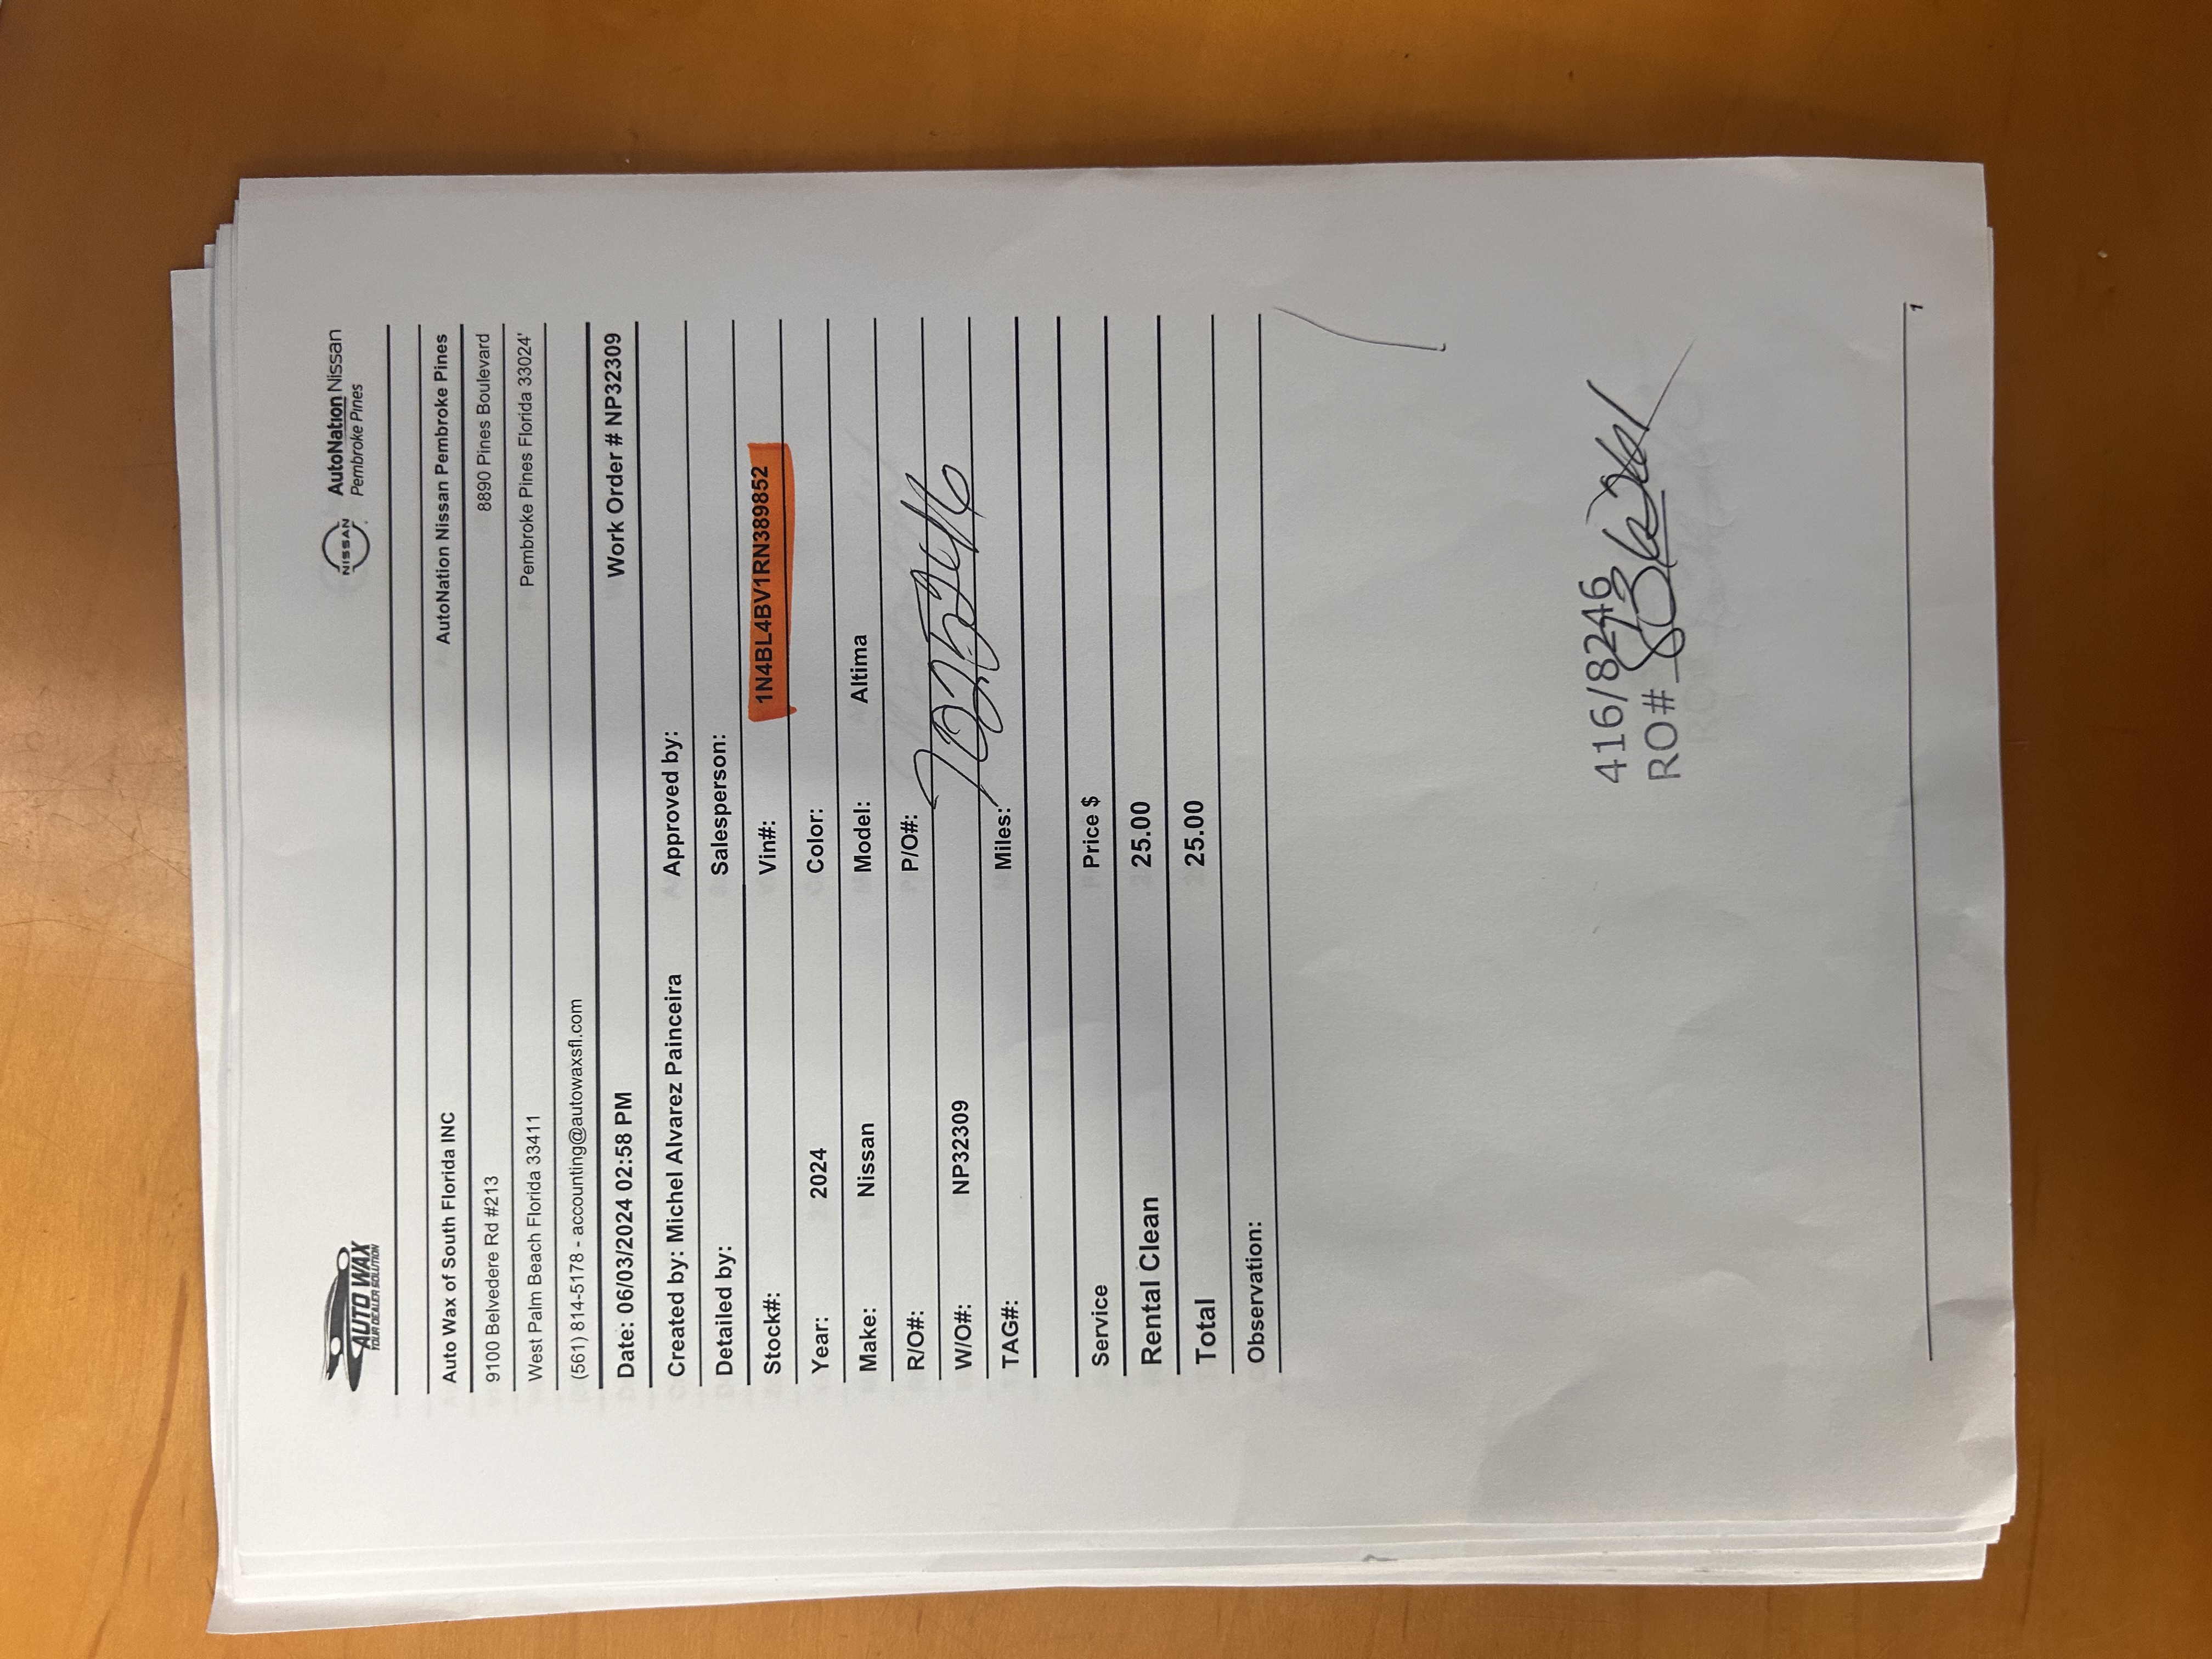 AUTO WAX
YOUR DEALER SOLUTION
NISSAN
AutoNation Nissan
Pembroke Pines
Auto Wax of South Florida INC AutoNation Nissan Pembroke Pines
9100 Belvedere Rd #213 8890 Pines Boulevard
West Palm Beach Florida 33411 Pembroke Pines Florida 33024'
(561) 814-5178 - accounting@autowaxsfl.com
Date: 06/03/2024 02:58 PM Work Order # NP32309
Created by: Michel Alvarez Painceira Approved by:
Detailed by: Salesperson:
Stock#: Vin#: 1N4BL4BV1RN389852
Year: 2024 Color:
Make: Nissan Model: Altima
R/O#: P/O#:
W/O#: NP32309
TAG#: Miles:
Service Price $
Rental Clean 25.00
Total 25.00
Observation:
416/8246
RO#
1